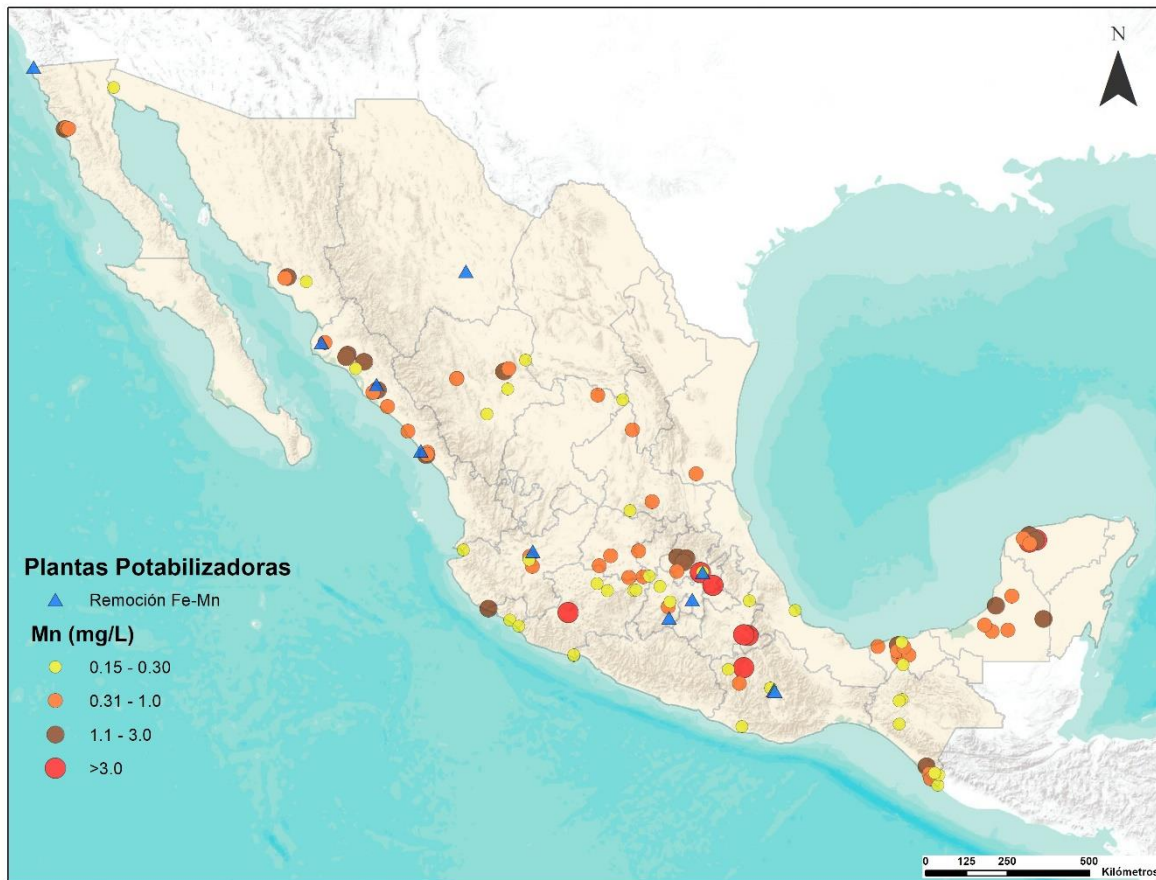 N
Plantas Potabilizadoras
Remoción Fe-Mn
Mn (mg/L)
0.15 - 0.30
0.31 - 1.0
1.1 - 3.0
>3.0
0 125 250 500
Kilómetros